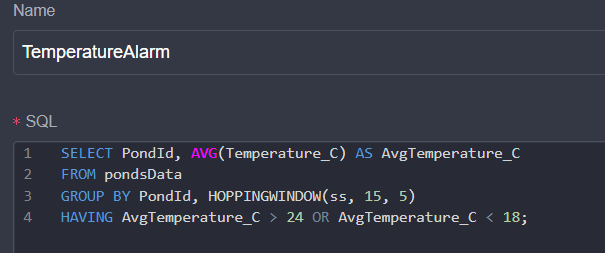 Name
TemperatureAlarm
* SQL
1 SELECT PondId, AVG(Temperature_C) AS AvgTemperature_C
2 FROM pondsData
3 GROUP BY PondId, HOPPINGWINDOW(ss, 15, 5)
4 HAVING AvgTemperature_C > 24 OR AvgTemperature_C < 18;